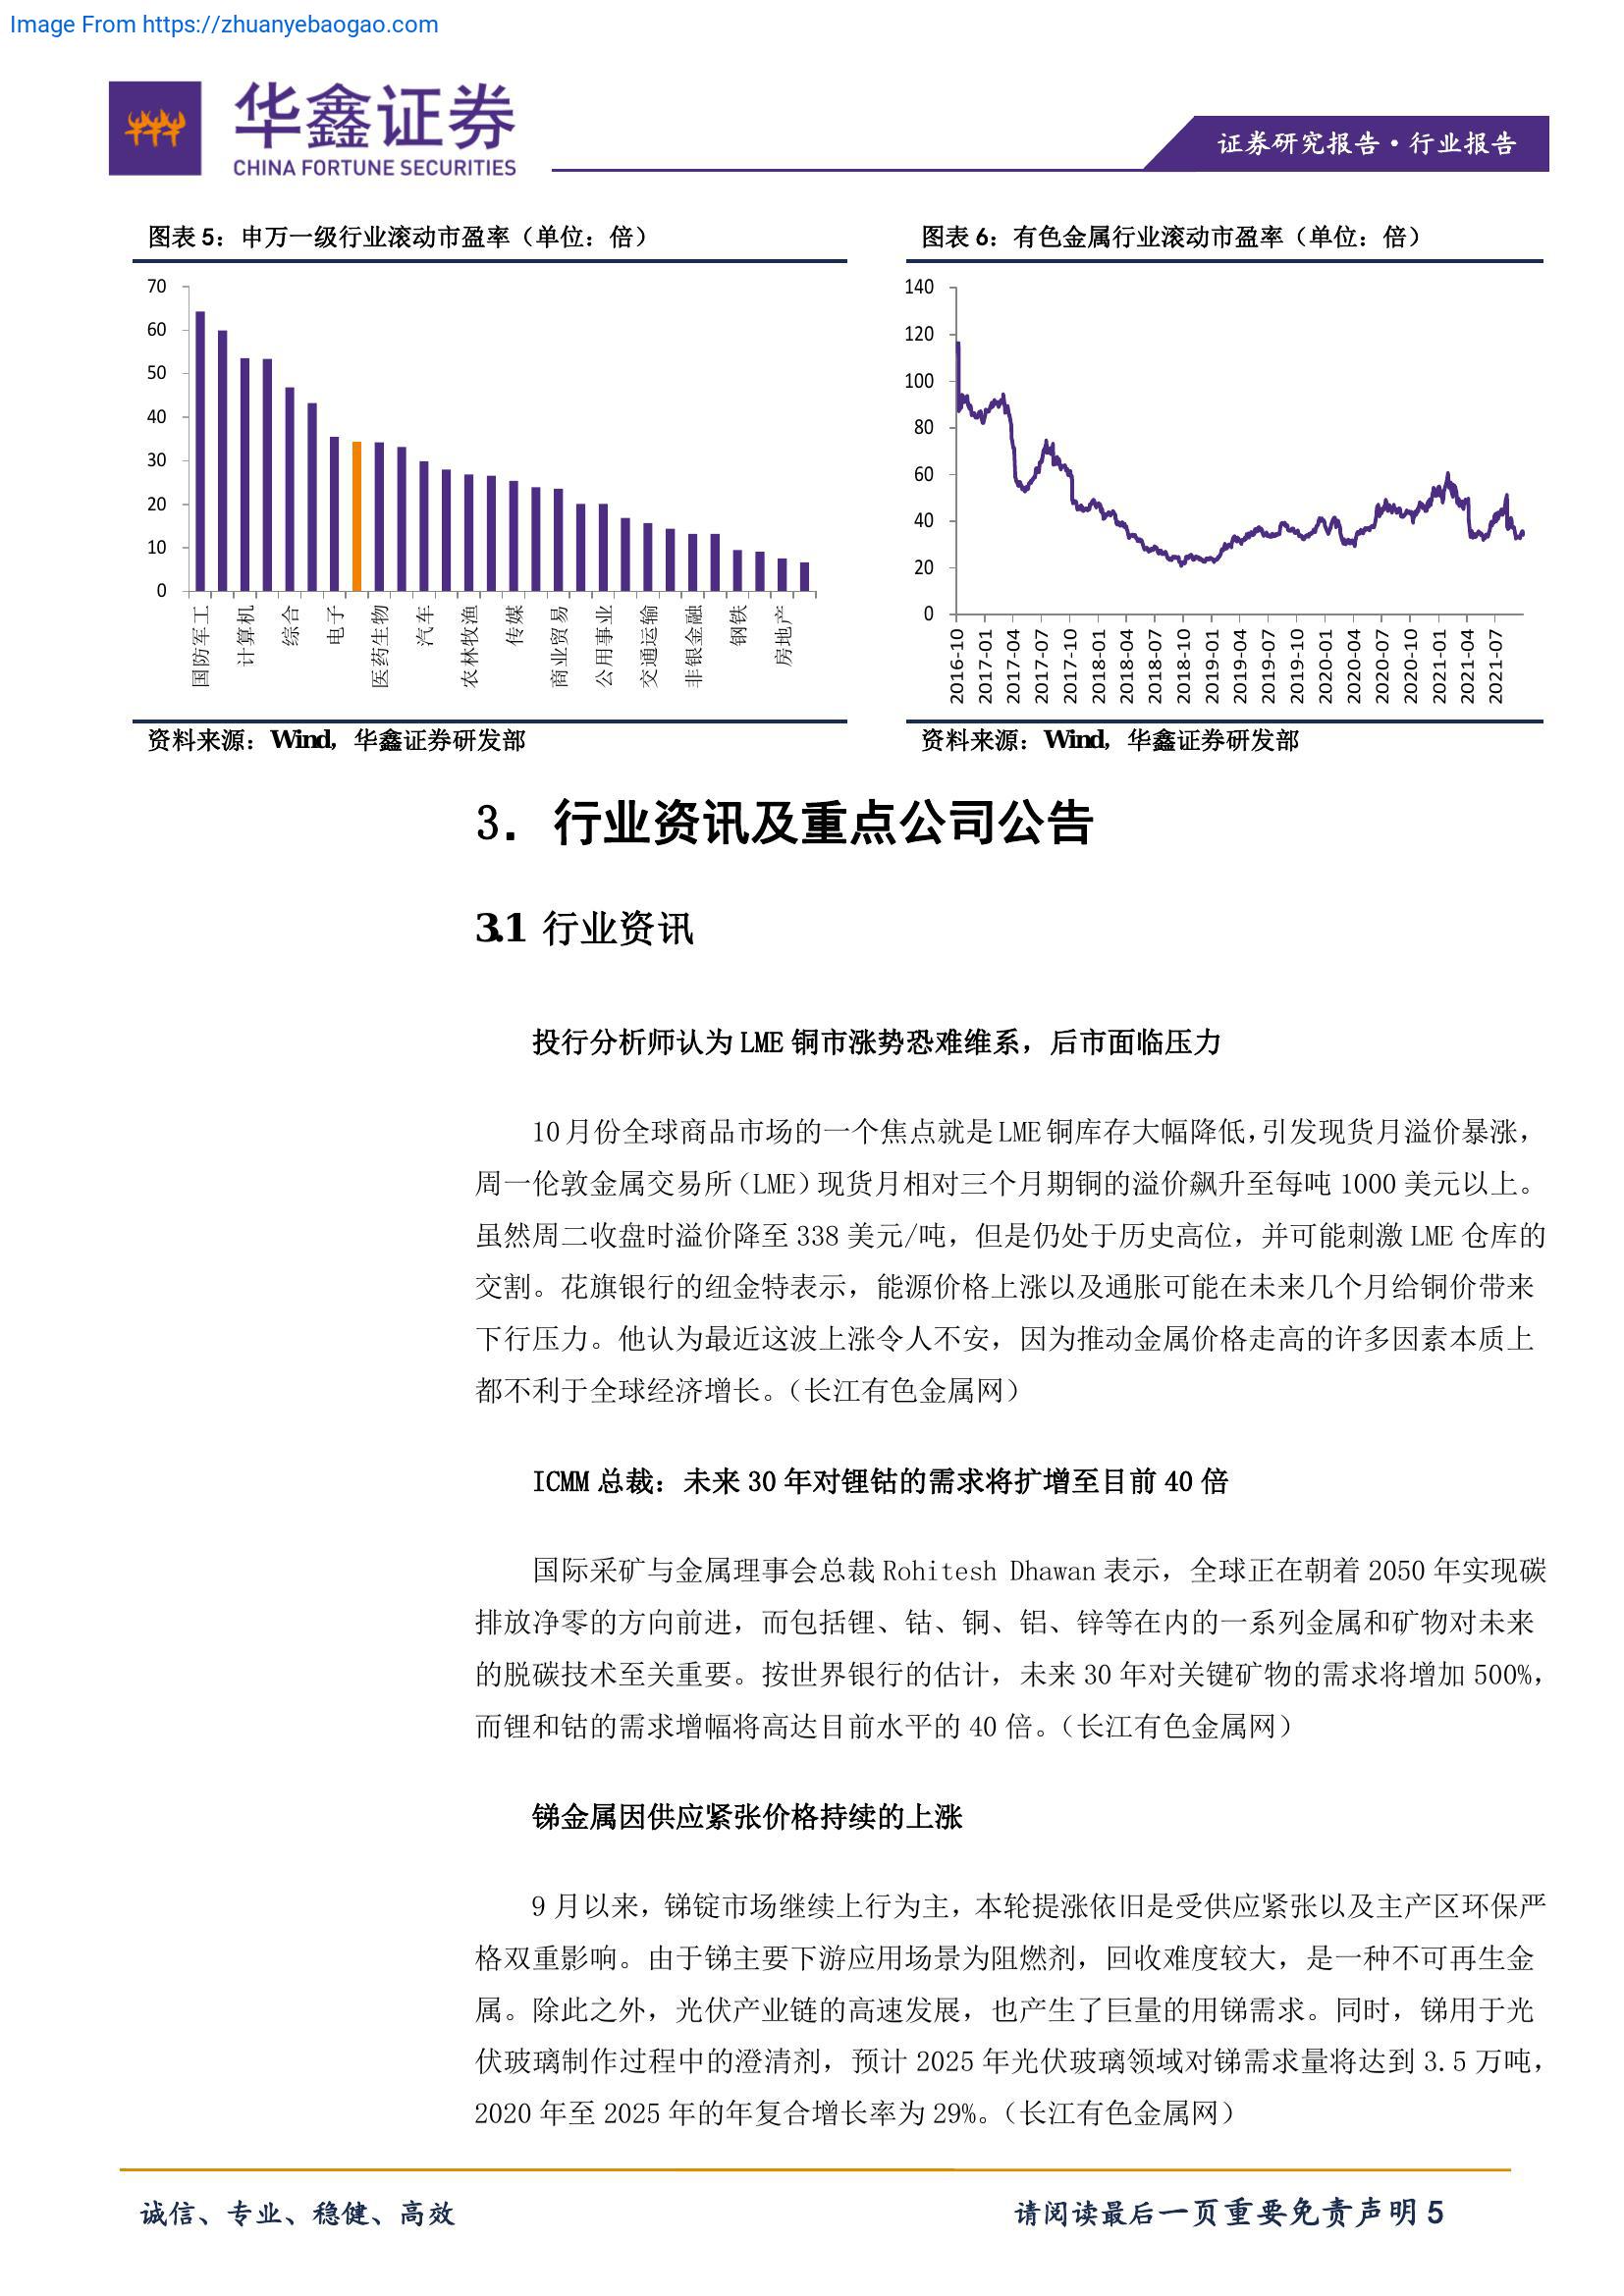 Image From https://zhuanyebaogao.com
华鑫证券
CHINA FORTUNE SECURITIES
证券研究报告·行业报告
图表 5：申万一级行业滚动市盈率（单位：倍）
70
60
50
40
30
20
10
0
国防军工
计算机
综合
电子
医药生物
汽车
农林牧渔
传媒
商业贸易
公用事业
交通运输
非银金融
钢铁
房地产
资料来源：Wind，华鑫证券研发部
图表 6：有色金属行业滚动市盈率（单位：倍）
140
120
100
80
60
40
20
0
2016-10
2017-01
2017-04
2017-07
2017-10
2018-01
2018-04
2018-07
2018-10
2019-01
2019-04
2019-07
2019-10
2020-01
2020-04
2020-07
2020-10
2021-01
2021-04
2021-07
资料来源：Wind，华鑫证券研发部
3. 行业资讯及重点公司公告
3.1 行业资讯
投行分析师认为 LME 铜市涨势恐难维系，后市面临压力
10 月份全球商品市场的一个焦点就是 LME 铜库存大幅降低，引发现货月溢价暴涨，
周一伦敦金属交易所（LME）现货月相对三个月期铜的溢价飙升至每吨 1000 美元以上。
虽然周二收盘时溢价降至 338 美元/吨，但是仍处于历史高位，并可能刺激 LME 仓库的
交割。花旗银行的纽金特表示，能源价格上涨以及通胀可能在未来几个月给铜价带来
下行压力。他认为最近这波上涨令人不安，因为推动金属价格走高的许多因素本质上
都不利于全球经济增长。（长江有色金属网）
ICMM 总裁：未来 30 年对锂钴的需求将扩增至目前 40 倍
国际采矿与金属理事会总裁 Rohitesh Dhawan 表示，全球正在朝着 2050 年实现碳
排放净零的方向前进，而包括锂、钴、铜、铝、锌等在内的一系列金属和矿物对未来
的脱碳技术至关重要。按世界银行的估计，未来 30 年对关键矿物的需求将增加 500%，
而锂和钴的需求增幅将高达目前水平的 40 倍。（长江有色金属网）
锑金属因供应紧张价格持续的上涨
9 月以来，锑锭市场继续上行为主，本轮提涨依旧是受供应紧张以及主产区环保严
格双重影响。由于锑主要下游应用场景为阻燃剂，回收难度较大，是一种不可再生金
属。除此之外，光伏产业链的高速发展，也产生了巨量的用锑需求。同时，锑用于光
伏玻璃制作过程中的澄清剂，预计 2025 年光伏玻璃领域对锑需求量将达到 3.5 万吨，
2020 年至 2025 年的年复合增长率为 29%。（长江有色金属网）
诚信、专业、稳健、高效
请阅读最后一页重要免责声明 5